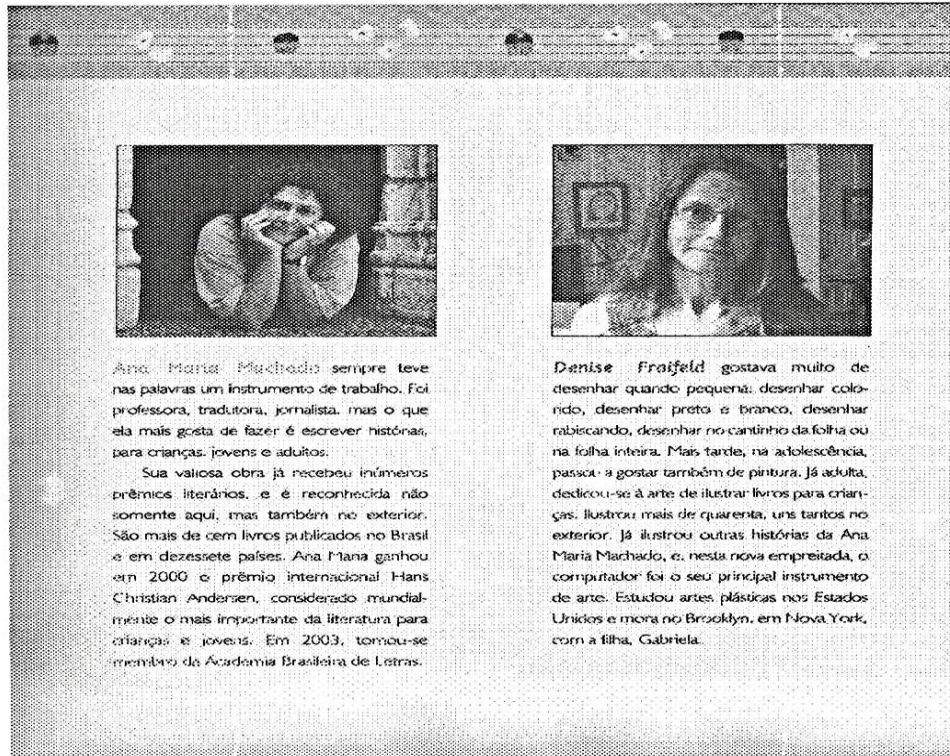 Ana Maria Machado sempre teve
nas palavras um instrumento de trabalho. Foi
professora, tradutora, jornalista, mas o que
ela mais gosta de fazer é escrever histórias,
para crianças, jovens e adultos.
Sua valiosa obra já recebeu inúmeros
prêmios literários, e é reconhecida não
somente aqui, mas também no exterior.
São mais de cem livros publicados no Brasil
e em dezessete países. Ana Maria ganhou
em 2000 o prêmio internacional Hans
Christian Andersen, considerado mundial-
mente o mais importante da literatura para
crianças e jovens. Em 2003, tornou-se
membro da Academia Brasileira de Letras.
Denise Fraifeld gostava muito de
desenhar quando pequena: desenhar colo-
rido, desenhar preto e branco, desenhar
rabiscando, desenhar no cantinho da folha ou
na folha inteira. Mais tarde, na adolescência,
passou a gostar também de pintura. Já adulta,
dedicou-se à arte de ilustrar livros para crian-
ças. Ilustrou mais de quarenta, uns tantos no
exterior. Já ilustrou outras histórias da Ana
Maria Machado, e, nesta nova empreitada, o
computador foi o seu principal instrumento
de arte. Estudou artes plásticas nos Estados
Unidos e mora no Brooklyn, em Nova York,
com a filha, Gabriela.